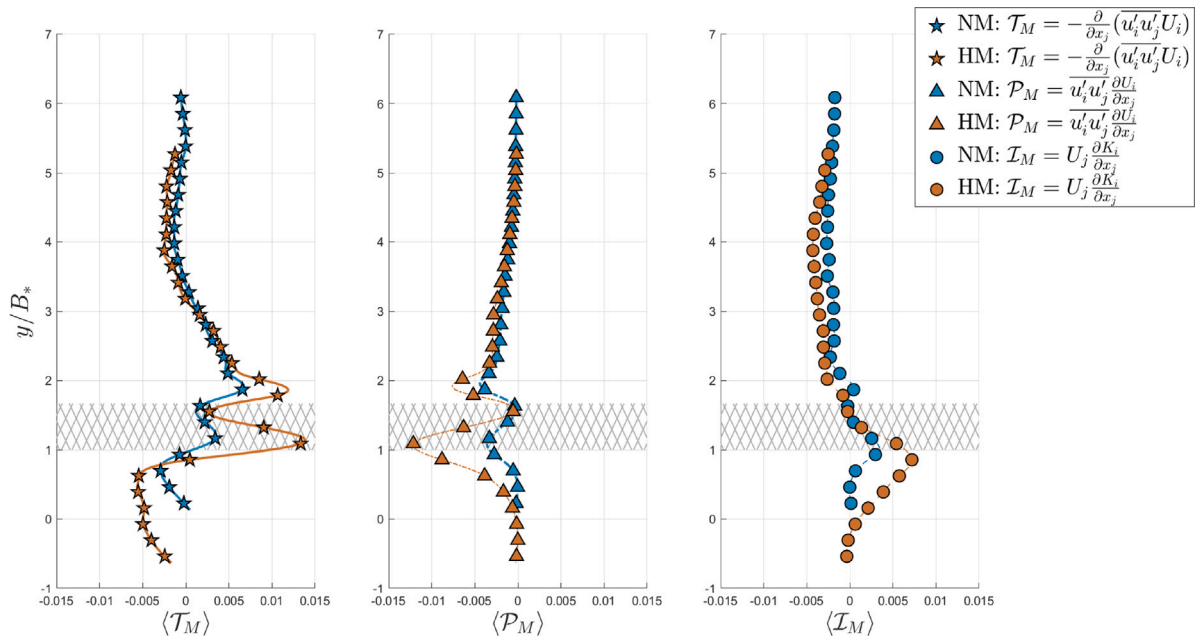 NM: 𝒯_M = −∂/∂x_j (\overline{u'_i u'_j} U_i)
HM: 𝒯_M = −∂/∂x_j (\overline{u'_i u'_j} U_i)
NM: 𝒫_M = \overline{u'_i u'_j} ∂U_i/∂x_j
HM: 𝒫_M = \overline{u'_i u'_j} ∂U_i/∂x_j
NM: ℐ_M = U_j ∂K_i/∂x_j
HM: ℐ_M = U_j ∂K_i/∂x_j
y/B_*
7
6
5
4
3
2
1
0
-1
-0.015 -0.01 -0.005 0 0.005 0.01 0.015
⟨𝒯_M⟩
7
6
5
4
3
2
1
0
-1
-0.015 -0.01 -0.005 0 0.005 0.01 0.015
⟨𝒫_M⟩
7
6
5
4
3
2
1
0
-1
-0.015 -0.01 -0.005 0 0.005 0.01 0.015
⟨ℐ_M⟩